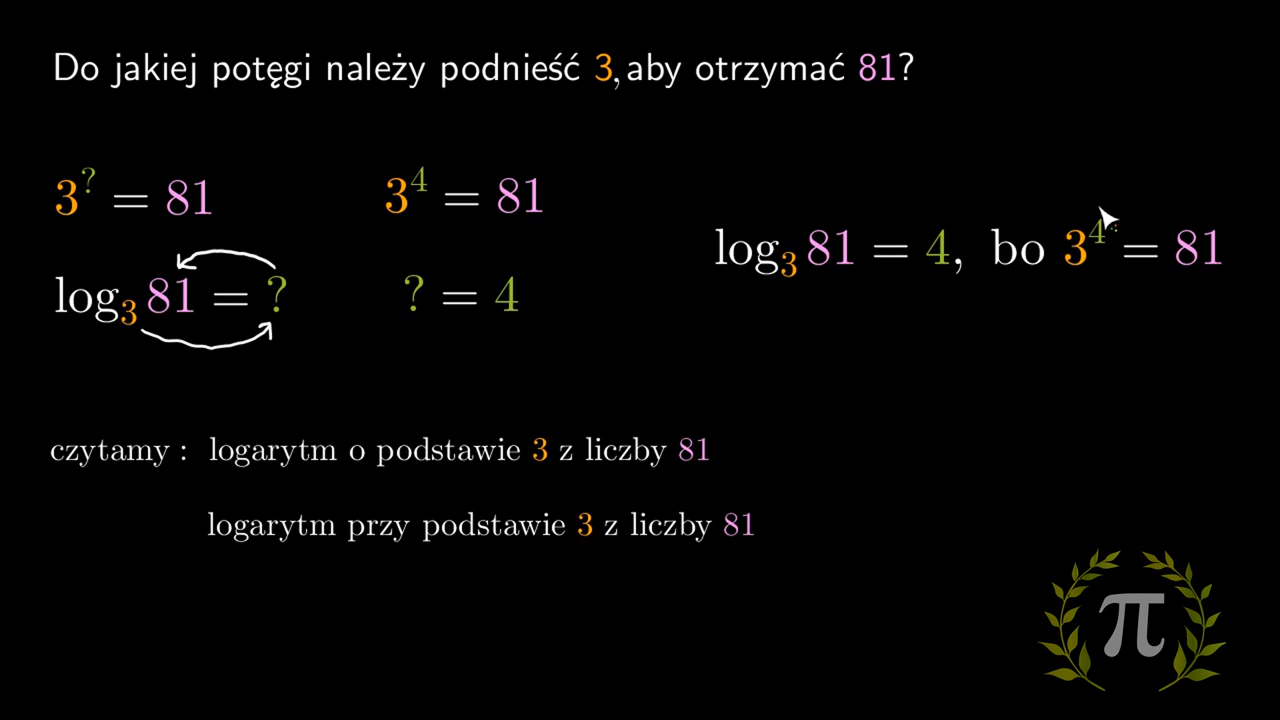 Do jakiej potęgi należy podnieść 3, aby otrzymać 81?
3^? = 81
3^4 = 81
log_3 81 = 4, bo 3^4 = 81
log_3 81 = ?
? = 4
czytamy : logarytm o podstawie 3 z liczby 81
logarytm przy podstawie 3 z liczby 81
π